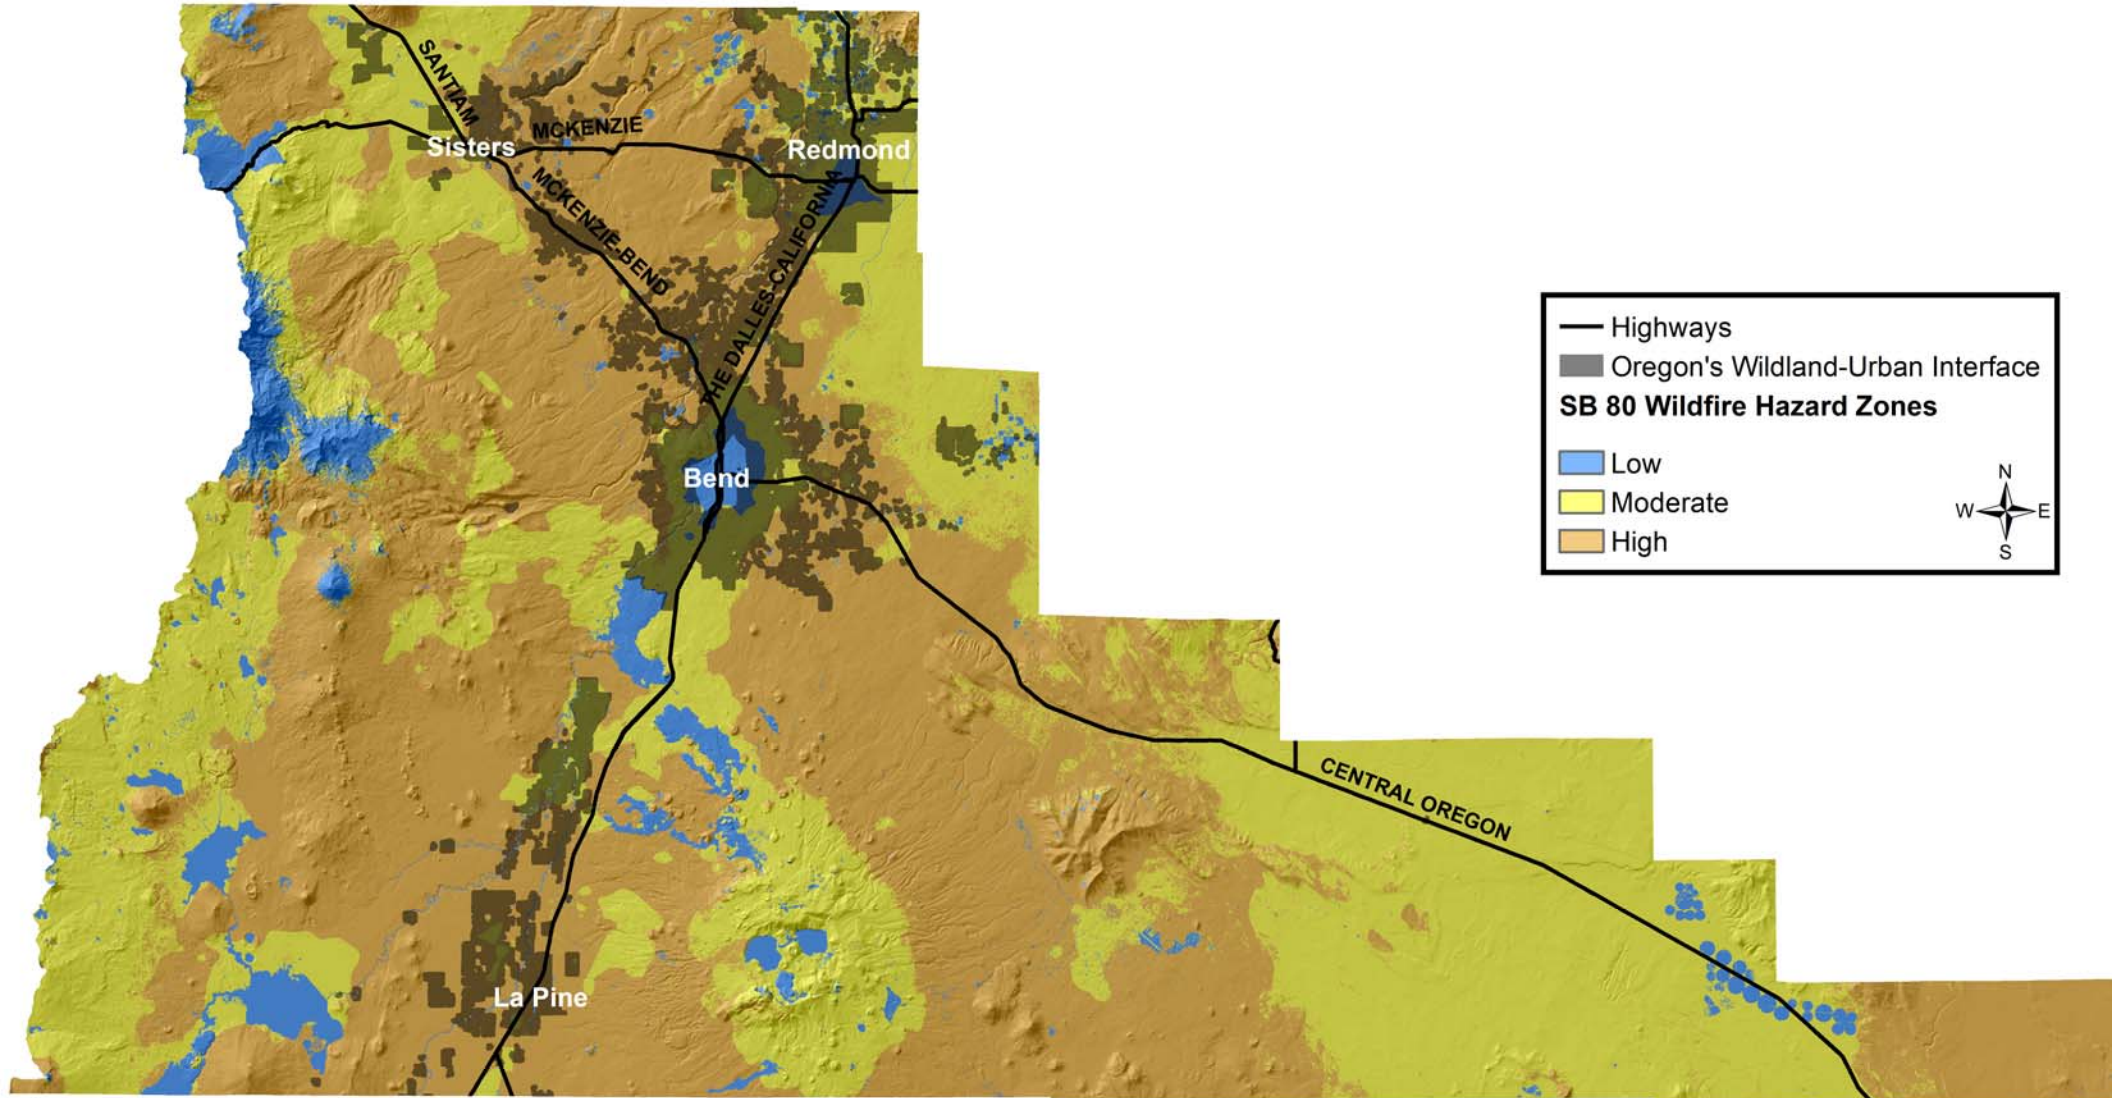 SANTIAM
MCKENZIE
Sisters
Redmond
MCKENZIE-BEND
THE DALLES-CALIFORNIA
Bend
CENTRAL OREGON
La Pine
Highways
Oregon's Wildland-Urban Interface
SB 80 Wildfire Hazard Zones
Low
Moderate
High
N
W E
S